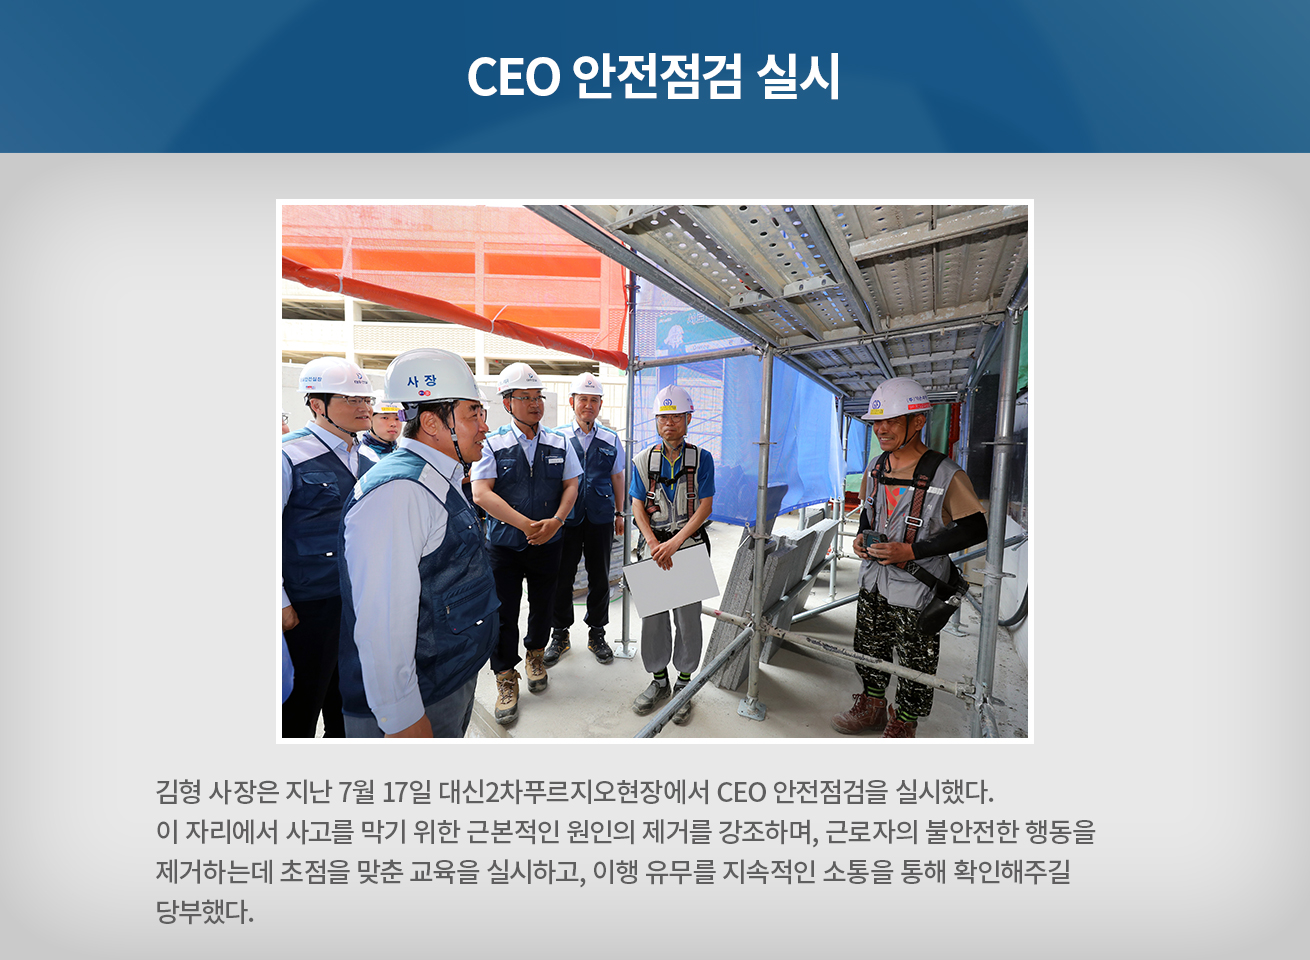 CEO 안전점검 실시
사장
김형 사장은 지난 7월 17일 대신2차푸르지오현장에서 CEO 안전점검을 실시했다.
이 자리에서 사고를 막기 위한 근본적인 원인의 제거를 강조하며, 근로자의 불안전한 행동을
제거하는데 초점을 맞춘 교육을 실시하고, 이행 유무를 지속적인 소통을 통해 확인해주길
당부했다.